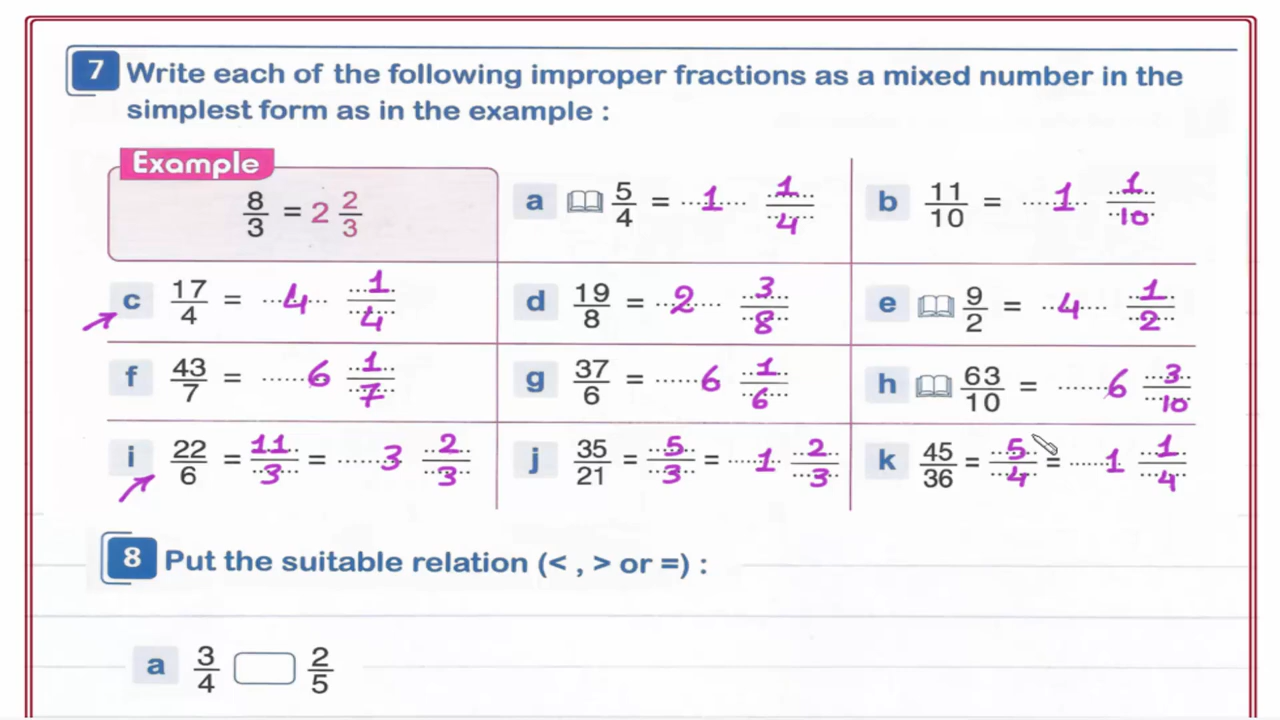 7 Write each of the following improper fractions as a mixed number in the
simplest form as in the example :
Example
8/3 = 2 2/3
a 5/4 = 1 1/4
b 11/10 = 1 1/10
c 17/4 = 4 1/4
d 19/8 = 2 3/8
e 9/2 = 4 1/2
f 43/7 = 6 1/7
g 37/6 = 6 1/6
h 63/10 = 6 3/10
i 22/6 = 11/3 = 3 2/3
j 35/21 = 5/3 = 1 2/3
k 45/36 = 5/4 = 1 1/4
8 Put the suitable relation (< , > or =) :
a 3/4 2/5